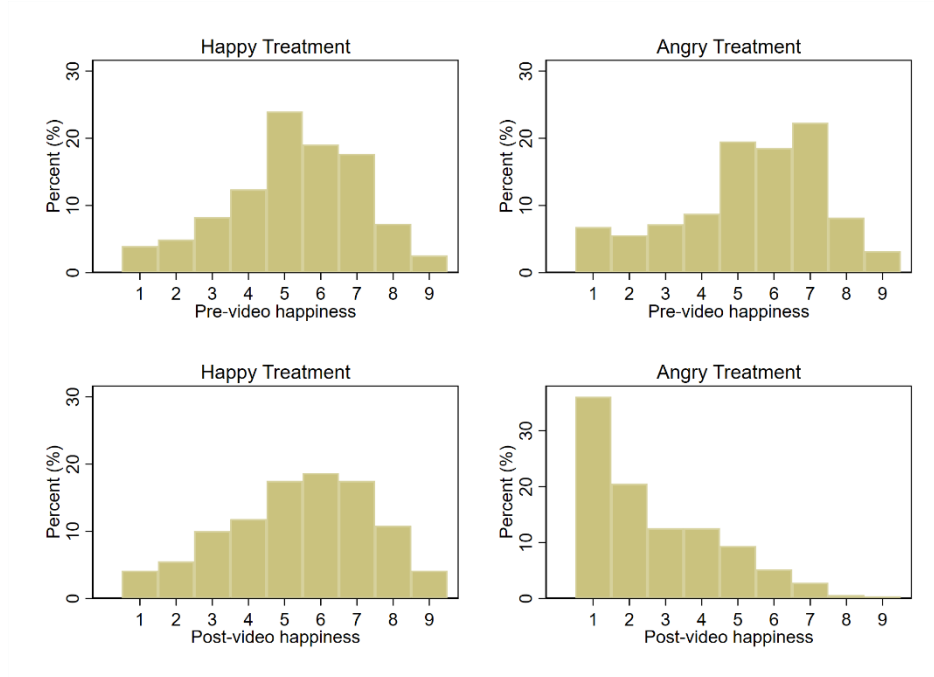 Happy Treatment
Percent (%)
30
20
10
0
1 2 3 4 5 6 7 8 9
Pre-video happiness
Angry Treatment
Percent (%)
30
20
10
0
1 2 3 4 5 6 7 8 9
Pre-video happiness
Happy Treatment
Percent (%)
30
20
10
0
1 2 3 4 5 6 7 8 9
Post-video happiness
Angry Treatment
Percent (%)
30
20
10
0
1 2 3 4 5 6 7 8 9
Post-video happiness